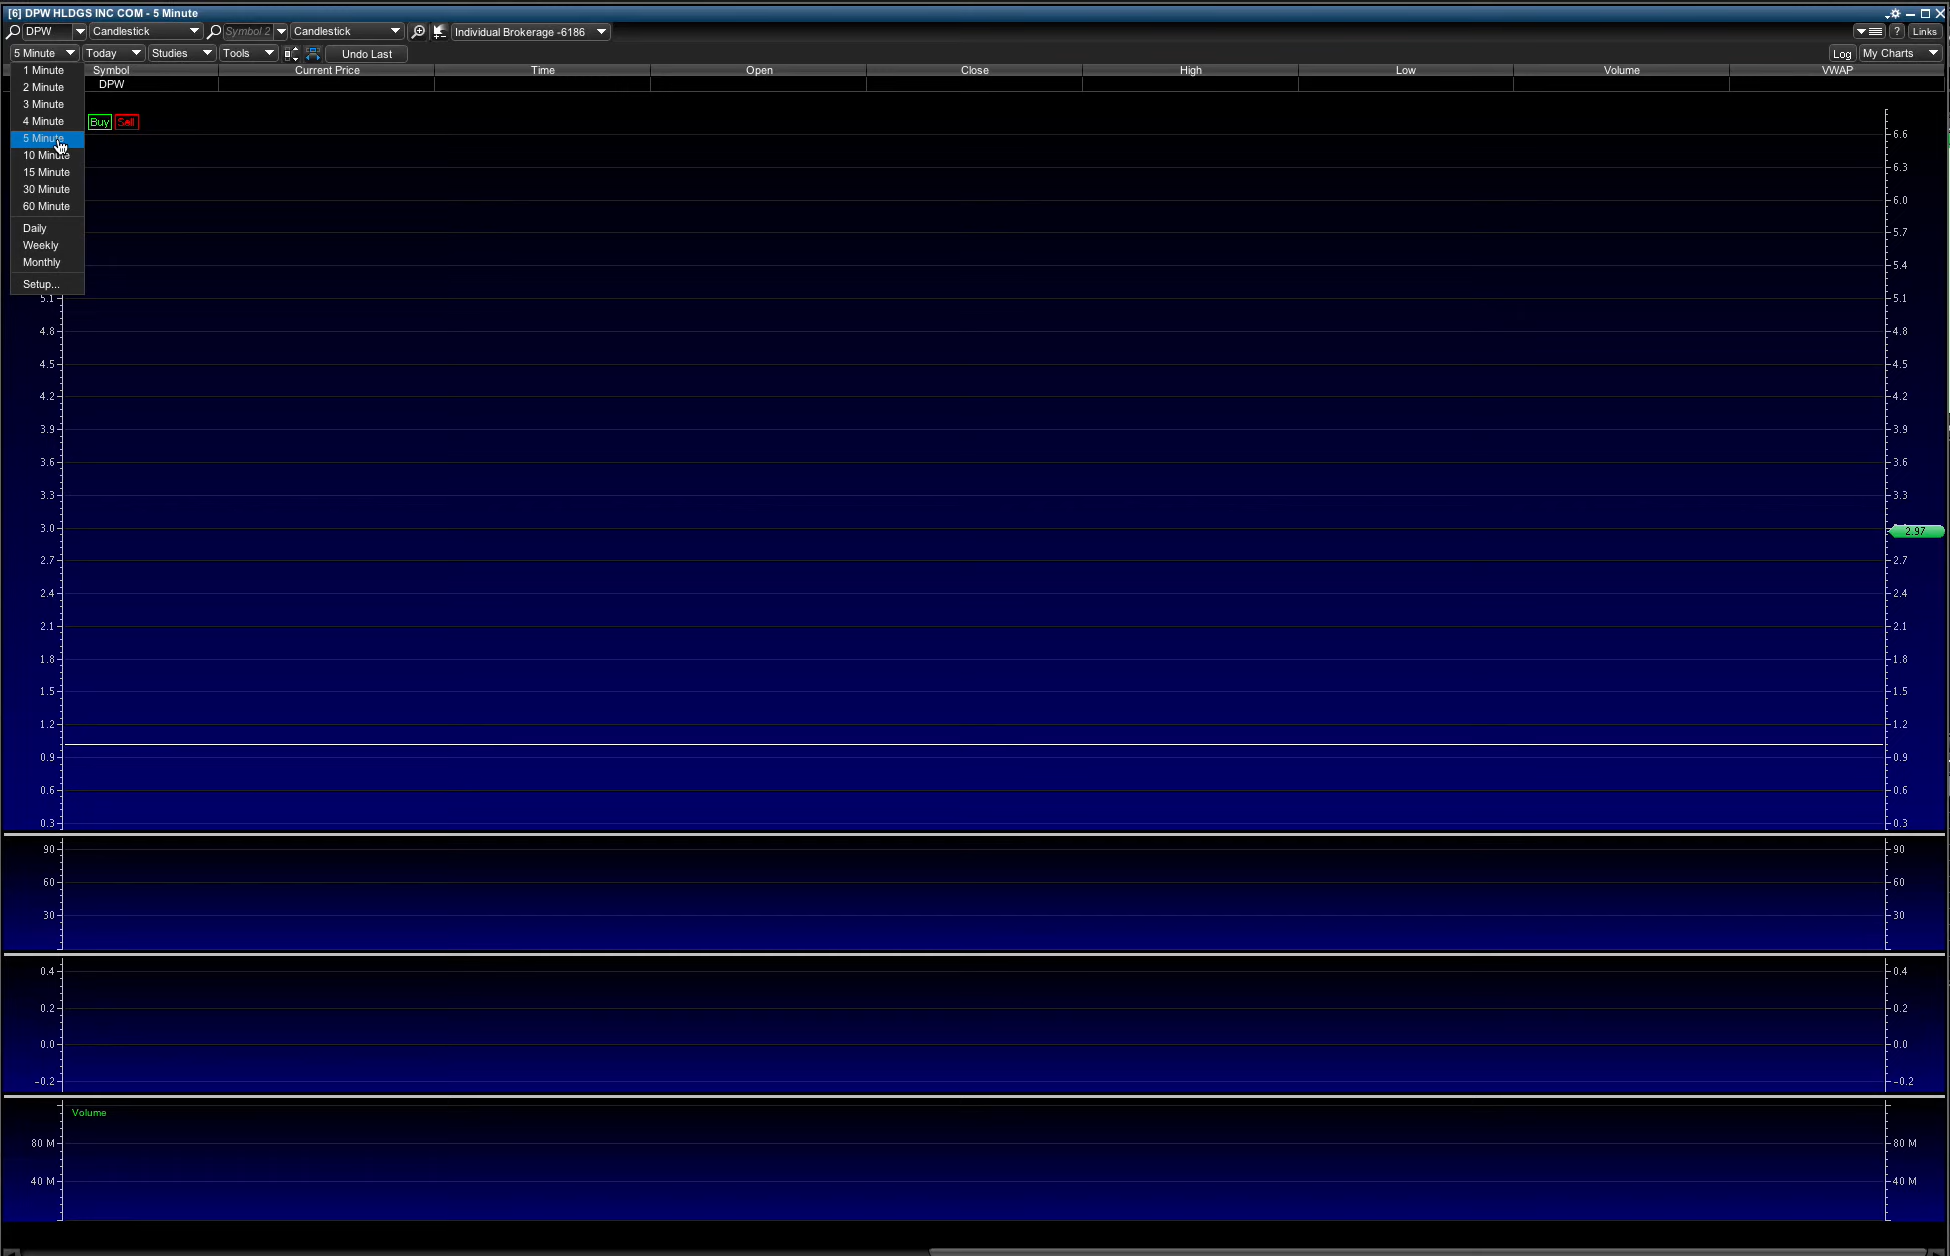 [6] DPW HLDGS INC COM - 5 Minute
DPW Candlestick Symbol 2 Candlestick Individual Brokerage -6186 ? Links
5 Minute Today Studies Tools Undo Last Log My Charts
Symbol Current Price Time Open Close High Low Volume VWAP
DPW
1 Minute
2 Minute
3 Minute
4 Minute
5 Minute
10 Minute
15 Minute
30 Minute
60 Minute
Daily
Weekly
Monthly
Setup...
Buy Sell
6.6
6.3
6.0
5.7
5.4
5.1 5.1
4.8 4.8
4.5 4.5
4.2 4.2
3.9 3.9
3.6 3.6
3.3 3.3
3.0
2.97
2.7 2.7
2.4 2.4
2.1 2.1
1.8 1.8
1.5 1.5
1.2 1.2
0.9 0.9
0.6 0.6
0.3 0.3
90 90
60 60
30 30
0.4 0.4
0.2 0.2
0.0 0.0
-0.2 -0.2
Volume
80 M 80 M
40 M 40 M